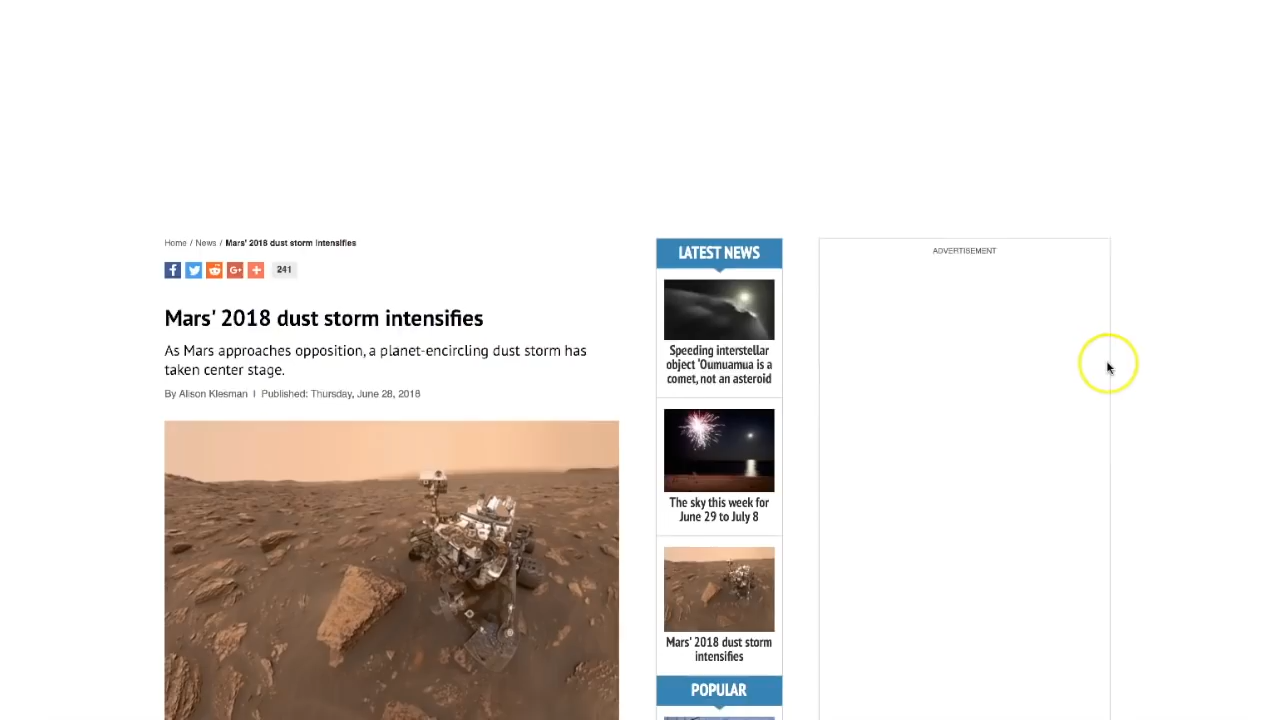 Home / News / Mars' 2018 dust storm intensifies
241
Mars' 2018 dust storm intensifies
As Mars approaches opposition, a planet-encircling dust storm has
taken center stage.
By Alison Klesman | Published: Thursday, June 28, 2018
LATEST NEWS
Speeding interstellar
object 'Oumuamua is a
comet, not an asteroid
The sky this week for
June 29 to July 8
Mars' 2018 dust storm
intensifies
POPULAR
ADVERTISEMENT